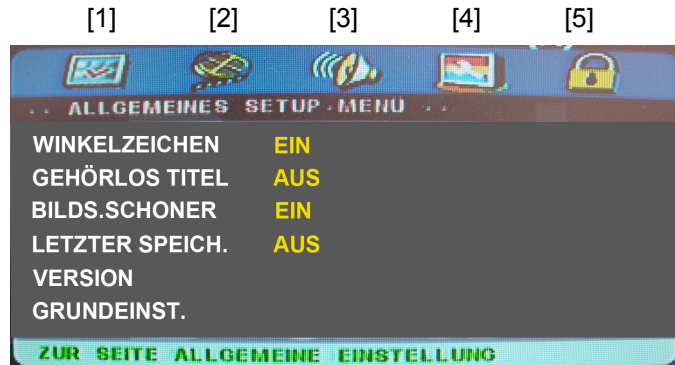 [1] [2] [3] [4] [5]
.. ALLGEMEINES SETUP-MENÜ ..
WINKELZEICHEN EIN
GEHÖRLOS TITEL AUS
BILDS.SCHONER EIN
LETZTER SPEICH. AUS
VERSION
GRUNDEINST.
ZUR SEITE ALLGEMEINE EINSTELLUNG